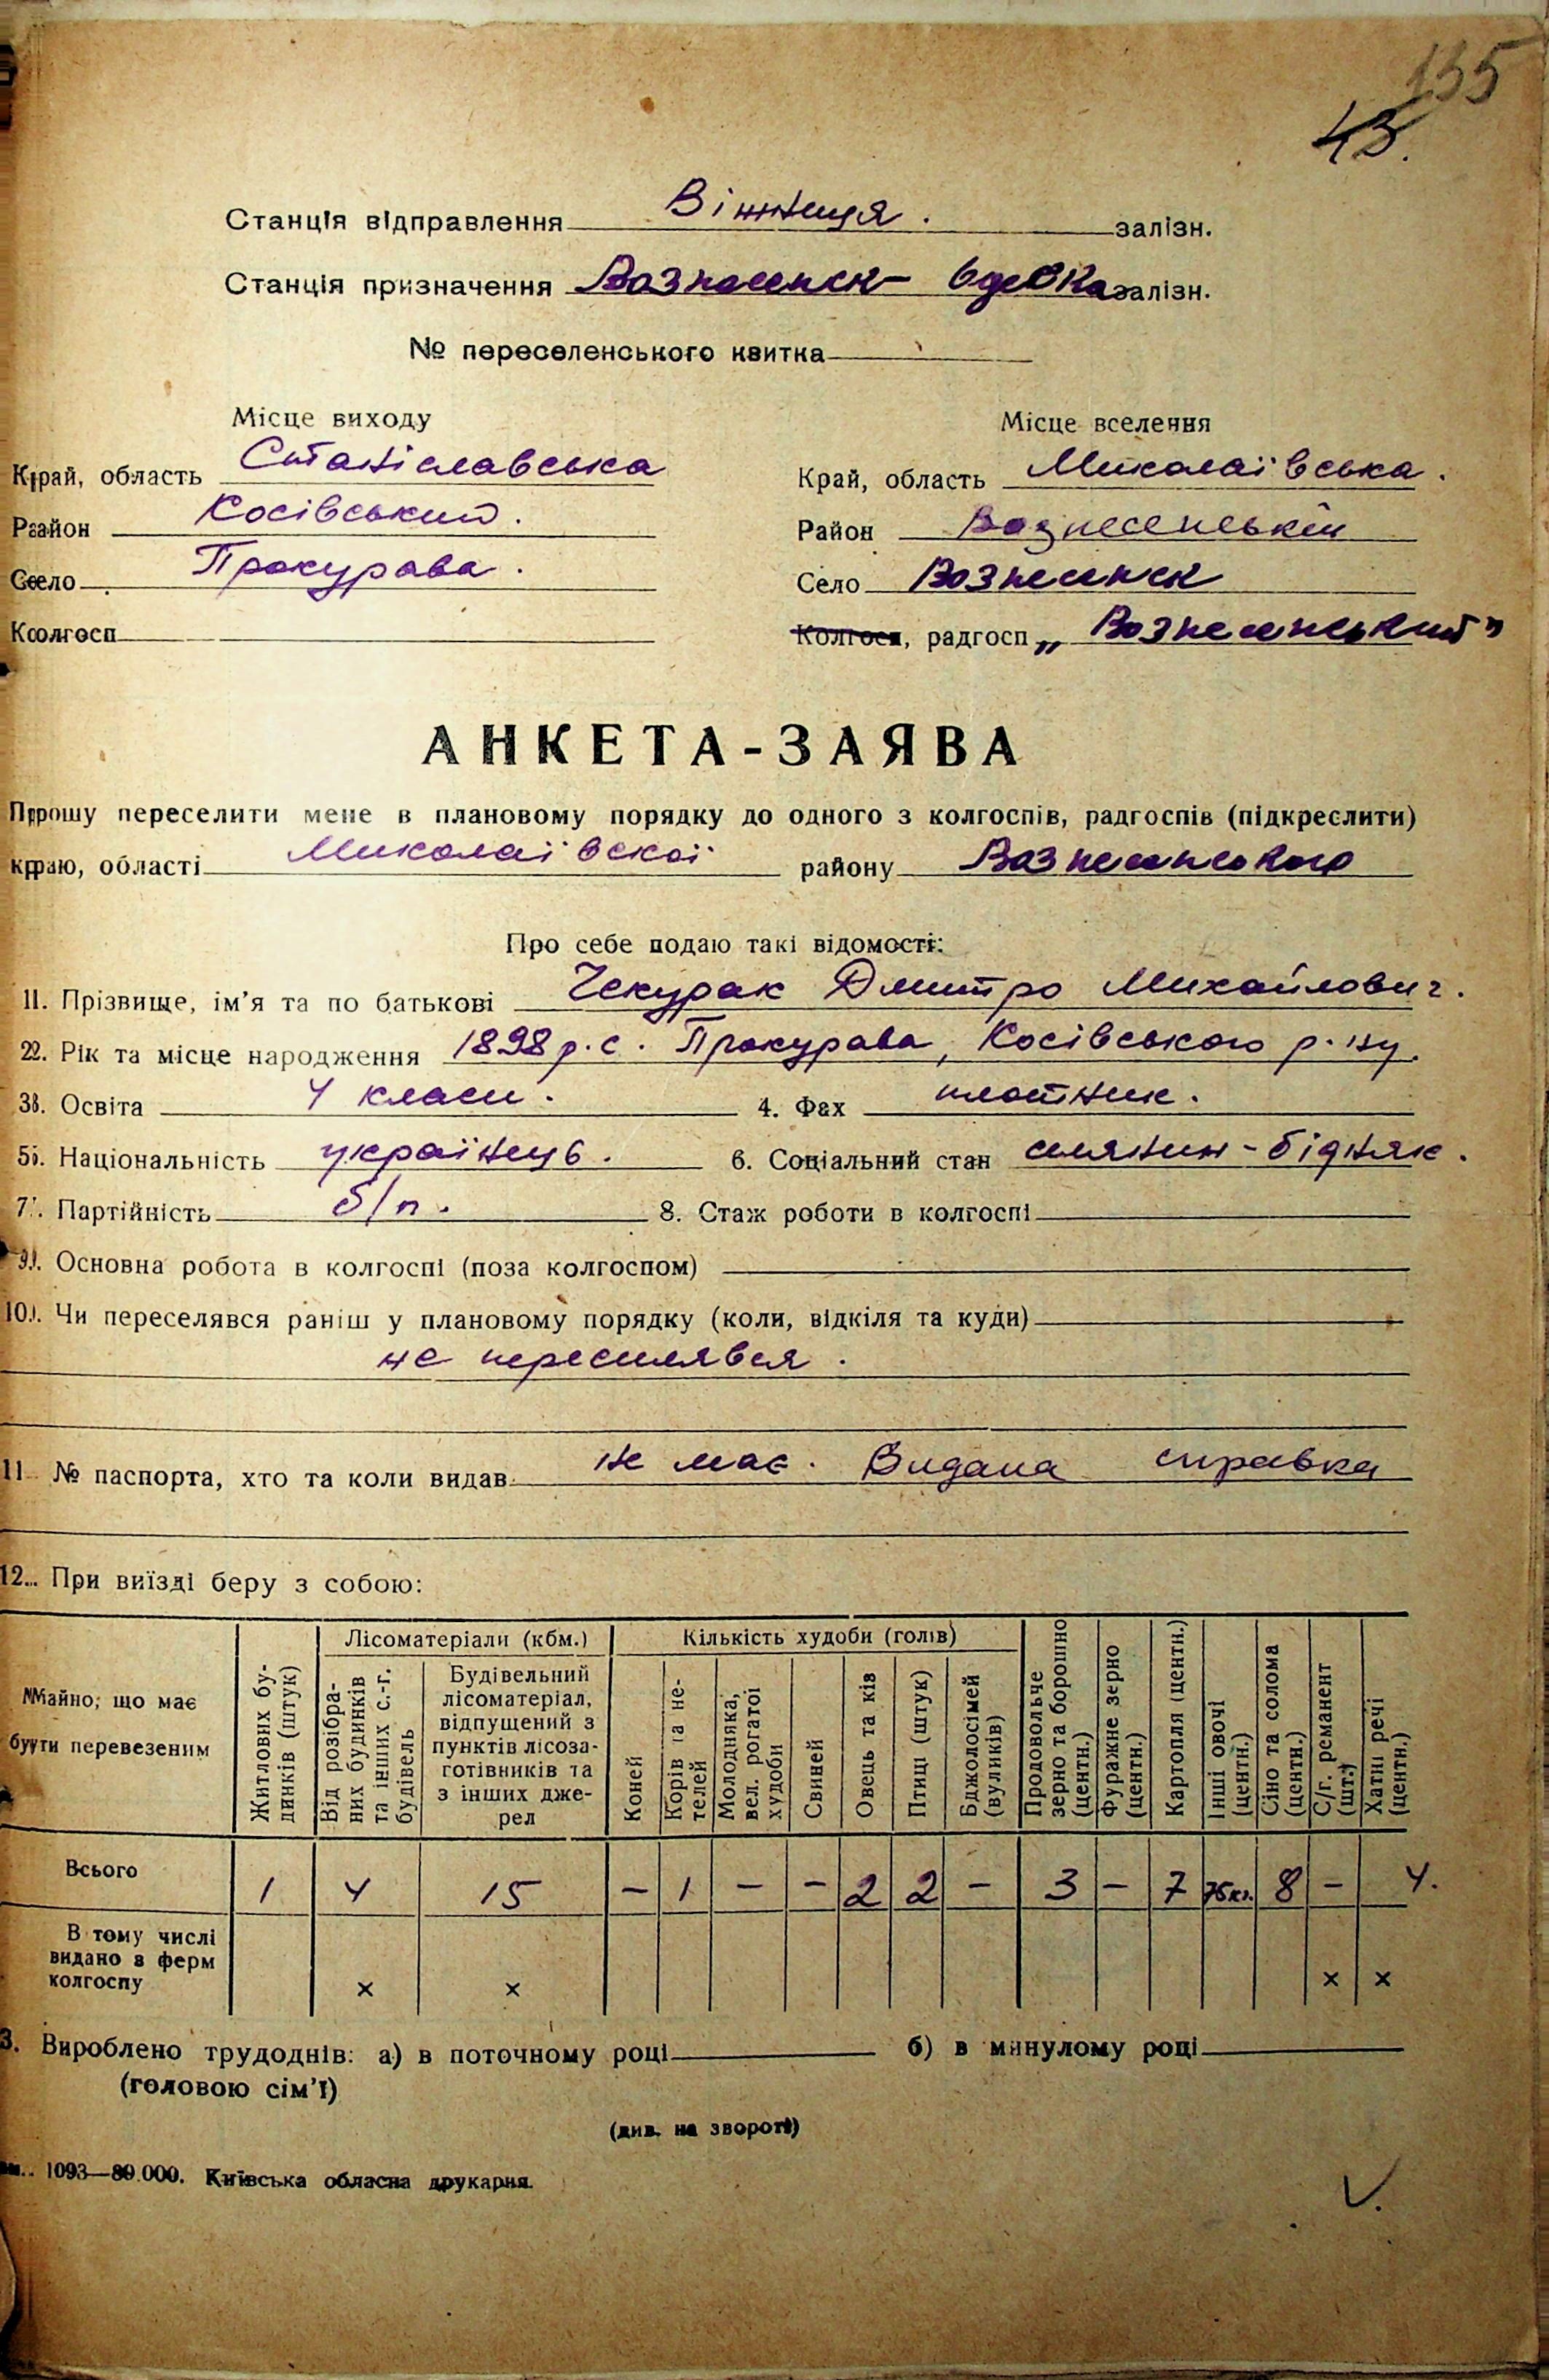 135
43.
Станція відправлення Вінниця. залізн.
Станція призначення Вознесенск Одеська залізн.
№ переселенського квитка
Місце виходу Місце вселення
Край, область Станіславська Край, область Миколаївська.
Район Косівський. Район Вознесенський
Село Прокурава. Село Вознесенск
Колгосп Колгосп, радгосп „Вознесенський"
АНКЕТА-ЗАЯВА
Прошу переселити мене в плановому порядку до одного з колгоспів, радгоспів (підкреслити)
краю, області Миколаївскої району Вознесенського
Про себе подаю такі відомості:
1. Прізвище, ім'я та по батькові Чекурак Дмитро Михайлович.
2. Рік та місце народження 1898 р. с. Прокурава, Косівського р-ну.
3. Освіта 4 класи. 4. Фах плотник.
5. Національність українець. 6. Соціальний стан селянин-бідняк.
7. Партійність б/п. 8. Стаж роботи в колгоспі
9. Основна робота в колгоспі (поза колгоспом)
10. Чи переселявся раніш у плановому порядку (коли, відкіля та куди)
не переселявся.
11 № паспорта, хто та коли видав не має. Видана справка
12. При виїзді беру з собою:
Майно, що має бути перевезеним
Житлових будинків (штук)
Лісоматеріали (кбм.)
Від розібраних будинків та інших с.-г. будівель
Будівельний лісоматеріал, відпущений з пунктів лісозаготівників та з інших джерел
Кількість худоби (голів)
Коней
Корів та нетелей
Молодняка, вел. рогатої худоби
Свиней
Овець та кіз
Птиці (штук)
Бджолосімей (вуликів)
Продовольче зерно та борошно (центн.)
Фуражне зерно (центн.)
Картопля (центн.)
Інші овочі (центн.)
Сіно та солома (центн.)
С/г. реманент (шт.)
Хатні речі (центн.)
Всього 1 4 15 – 1 – – 2 2 – 3 – 7 75кг. 8 – 4.
В тому числі видано з ферм колгоспу × × × ×
3. Вироблено трудоднів: а) в поточному році б) в минулому році
(головою сім'ї)
(див. на звороті)
1093—80.000. Київська обласна друкарня.
V.